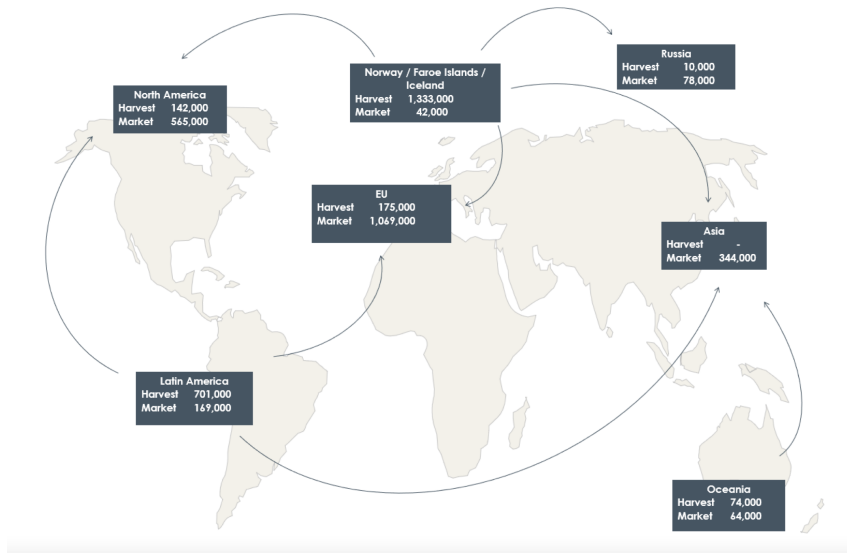 Russia
Harvest 10,000
Market 78,000
Norway / Faroe Islands /
Iceland
Harvest 1,333,000
Market 42,000
North America
Harvest 142,000
Market 565,000
EU
Harvest 175,000
Market 1,069,000
Asia
Harvest -
Market 344,000
Latin America
Harvest 701,000
Market 169,000
Oceania
Harvest 74,000
Market 64,000